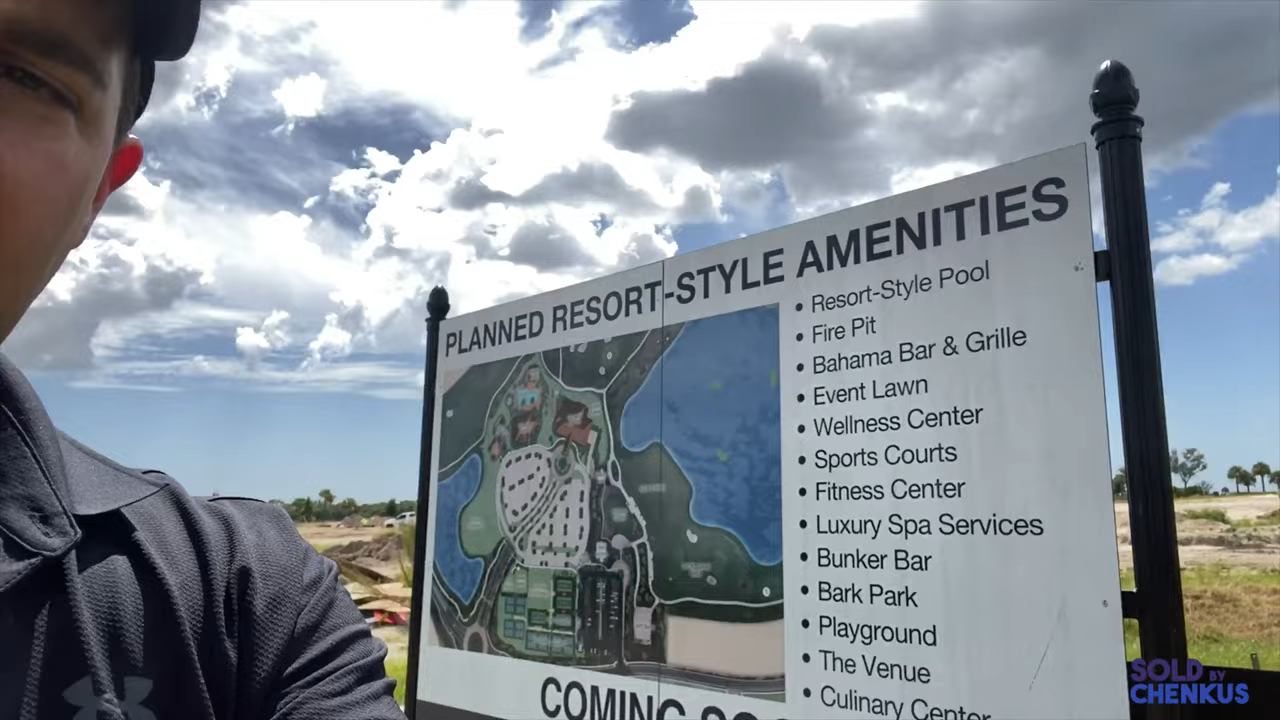 PLANNED RESORT-STYLE AMENITIES
• Resort-Style Pool
• Fire Pit
• Bahama Bar & Grille
• Event Lawn
• Wellness Center
• Sports Courts
• Fitness Center
• Luxury Spa Services
• Bunker Bar
• Bark Park
• Playground
• The Venue
• Culinary Center
COMING
SOLD BY
CHENKUS